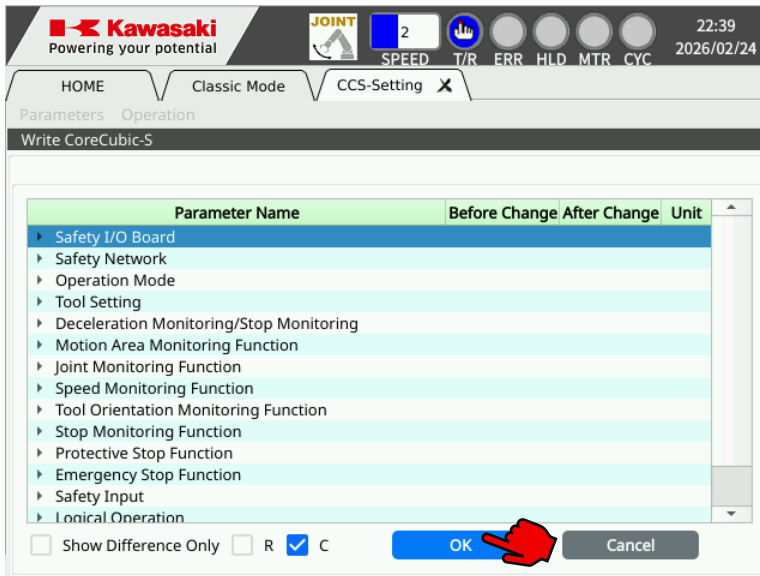 Kawasaki
Powering your potential
JOINT
2
SPEED T/R ERR HLD MTR CYC
22:39
2026/02/24
HOME Classic Mode CCS-Setting X
Parameters Operation
Write CoreCubic-S
Parameter Name Before Change After Change Unit
Safety I/O Board
Safety Network
Operation Mode
Tool Setting
Deceleration Monitoring/Stop Monitoring
Motion Area Monitoring Function
Joint Monitoring Function
Speed Monitoring Function
Tool Orientation Monitoring Function
Stop Monitoring Function
Protective Stop Function
Emergency Stop Function
Safety Input
Logical Operation
Show Difference Only R C OK Cancel